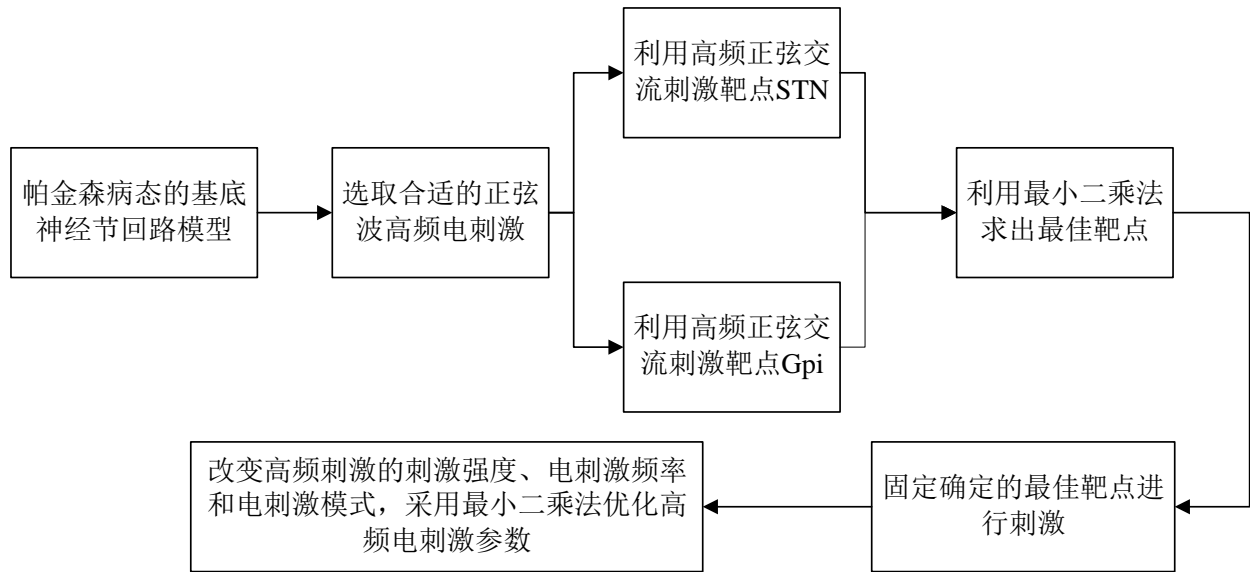 帕金森病态的基底
神经节回路模型
选取合适的正弦
波高频电刺激
利用高频正弦交
流刺激靶点STN
利用高频正弦交
流刺激靶点Gpi
利用最小二乘法
求出最佳靶点
固定确定的最佳靶点进
行刺激
改变高频刺激的刺激强度、电刺激频率
和电刺激模式，采用最小二乘法优化高
频电刺激参数